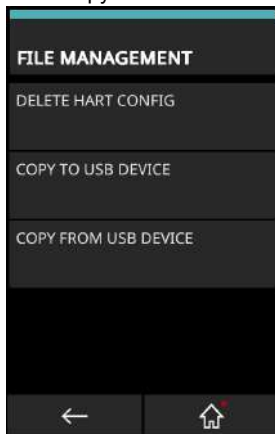 FILE MANAGEMENT
DELETE HART CONFIG
COPY TO USB DEVICE
COPY FROM USB DEVICE